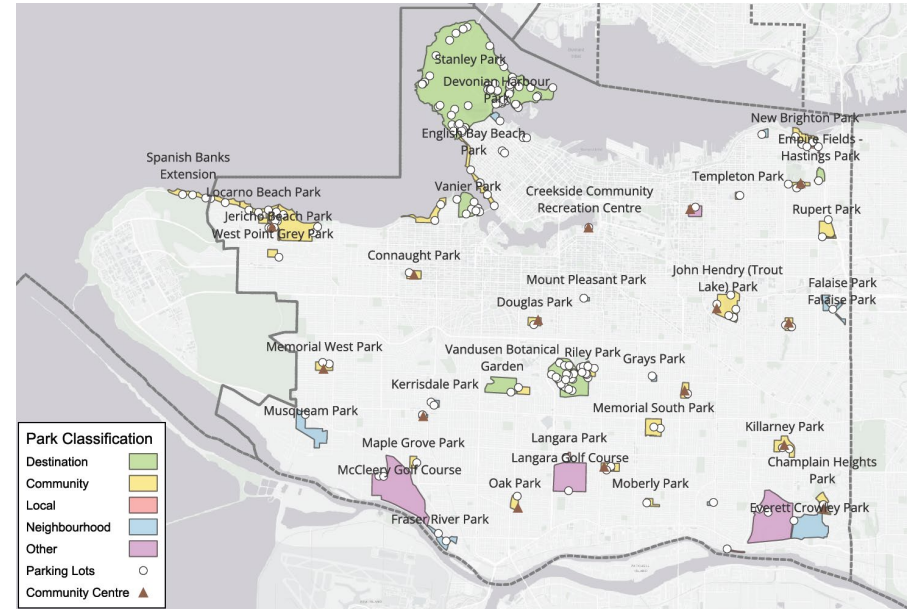 Stanley Park
Devonian Harbour
Park
English Bay Beach
Park
New Brighton Park
Empire Fields -
Hastings Park
Spanish Banks
Extension
Templeton Park
Locarno Beach Park
Vanier Park
Creekside Community
Recreation Centre
Jericho Beach Park
Rupert Park
West Point Grey Park
Connaught Park
John Hendry (Trout
Lake) Park
Mount Pleasant Park
Falaise Park
Falaise Park
Douglas Park
Memorial West Park
Vandusen Botanical
Garden
Riley Park
Grays Park
Kerrisdale Park
Musqueam Park
Memorial South Park
Killarney Park
Park Classification
Destination
Community
Local
Neighbourhood
Other
Parking Lots
Community Centre
Maple Grove Park
Langara Park
Langara Golf Course
McCleery Golf Course
Champlain Heights
Park
Oak Park
Moberly Park
Fraser River Park
Everett Crowley Park